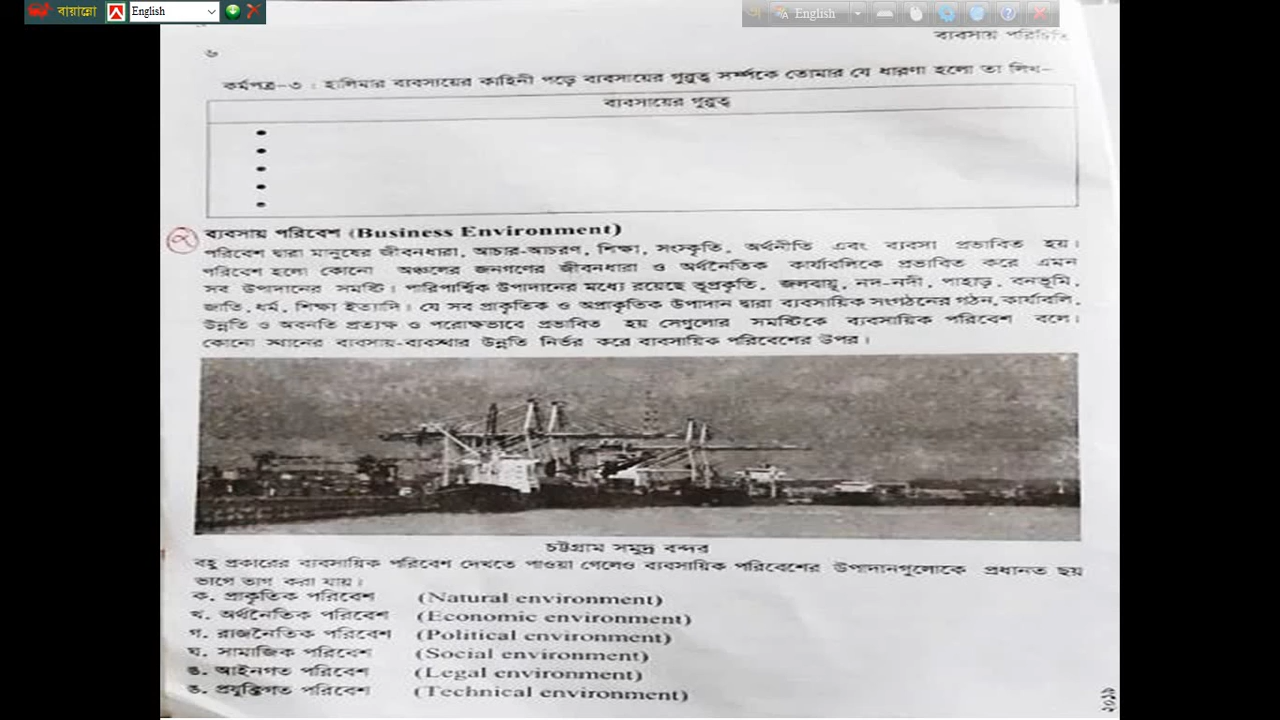 বায়ান্নো English
English
ব্যবসায় পরিচিতি
৬
কর্মপত্র-৩ : হালিমার ব্যবসায়ের কাহিনী পড়ে ব্যবসায়ের গুরুত্ব সর্ম্পকে তোমার যে ধারণা হলো তা লিখ-
ব্যবসায়ের গুরুত্ব
ব্যবসায় পরিবেশ (Business Environment)
পরিবেশ দ্বারা মানুষের জীবনধারা, আচার-আচরণ, শিক্ষা, সংস্কৃতি, অর্থনীতি এবং ব্যবসা প্রভাবিত হয়।
পরিবেশ হলো কোনো অঞ্চলের জনগণের জীবনধারা ও অর্থনৈতিক কার্যাবলিকে প্রভাবিত করে এমন
সব উপাদানের সমষ্টি। পারিপার্শ্বিক উপাদানের মধ্যে রয়েছে ভূপ্রকৃতি, জলবায়ু, নদ-নদী, পাহাড়, বনভূমি,
জাতি, ধর্ম, শিক্ষা ইত্যাদি। যে সব প্রাকৃতিক ও অপ্রাকৃতিক উপাদান দ্বারা ব্যবসায়িক সংগঠনের গঠন, কার্যাবলি,
উন্নতি ও অবনতি প্রত্যক্ষ ও পরোক্ষভাবে প্রভাবিত হয় সেগুলোর সমষ্টিকে ব্যবসায়িক পরিবেশ বলে।
কোনো স্থানের ব্যবসায়-ব্যবস্থার উন্নতি নির্ভর করে ব্যবসায়িক পরিবেশের উপর।
চট্টগ্রাম সমুদ্র বন্দর
বহু প্রকারের ব্যবসায়িক পরিবেশ দেখতে পাওয়া গেলেও ব্যবসায়িক পরিবেশের উপাদানগুলোকে প্রধানত ছয়
ভাগে ভাগ করা যায়।
ক. প্রাকৃতিক পরিবেশ (Natural environment)
খ. অর্থনৈতিক পরিবেশ (Economic environment)
গ. রাজনৈতিক পরিবেশ (Political environment)
ঘ. সামাজিক পরিবেশ (Social environment)
ঙ. আইনগত পরিবেশ (Legal environment)
ঙ. প্রযুক্তিগত পরিবেশ (Technical environment)